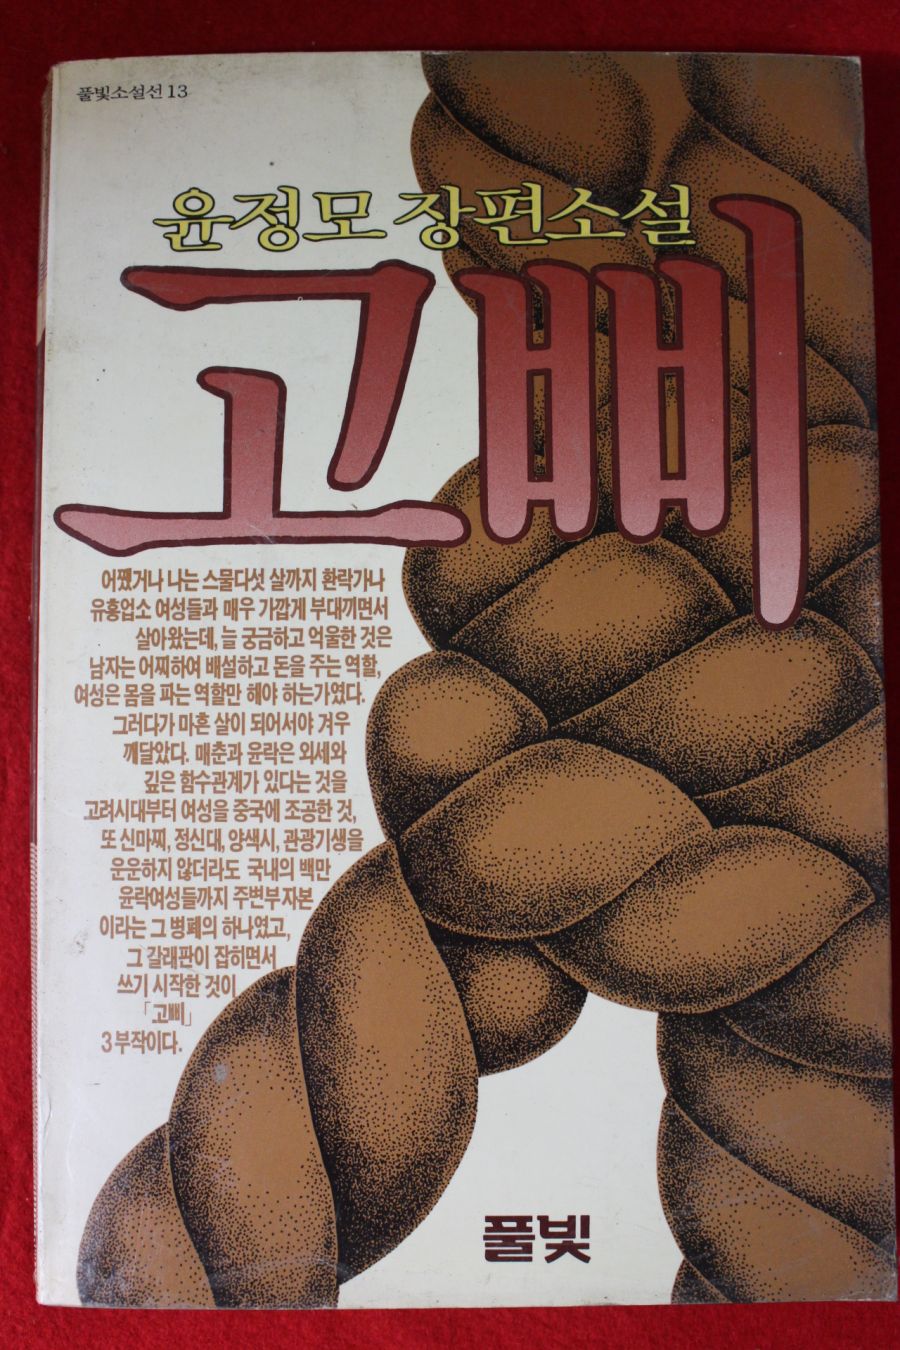 풀빛소설선 13
윤정모 장편소설
고삐
어쨌거나 나는 스물다섯 살까지 환락가나
유흥업소 여성들과 매우 가깝게 부대끼면서
살아왔는데, 늘 궁금하고 억울한 것은
남자는 어찌하여 배설하고 돈을 주는 역할,
여성은 몸을 파는 역할만 해야 하는가였다.
그러다가 마흔 살이 되어서야 겨우
깨달았다. 매춘과 윤락은 외세와
깊은 함수관계가 있다는 것을
고려시대부터 여성을 중국에 조공한 것,
또 신마찌, 정신대, 양색시, 관광기생을
운운하지 않더라도 국내의 백만
윤락여성들까지 주변부자본
이라는 그 병폐의 하나였고,
그 갈래판이 잡히면서
쓰기 시작한 것이
「고삐」
3부작이다.
풀빛